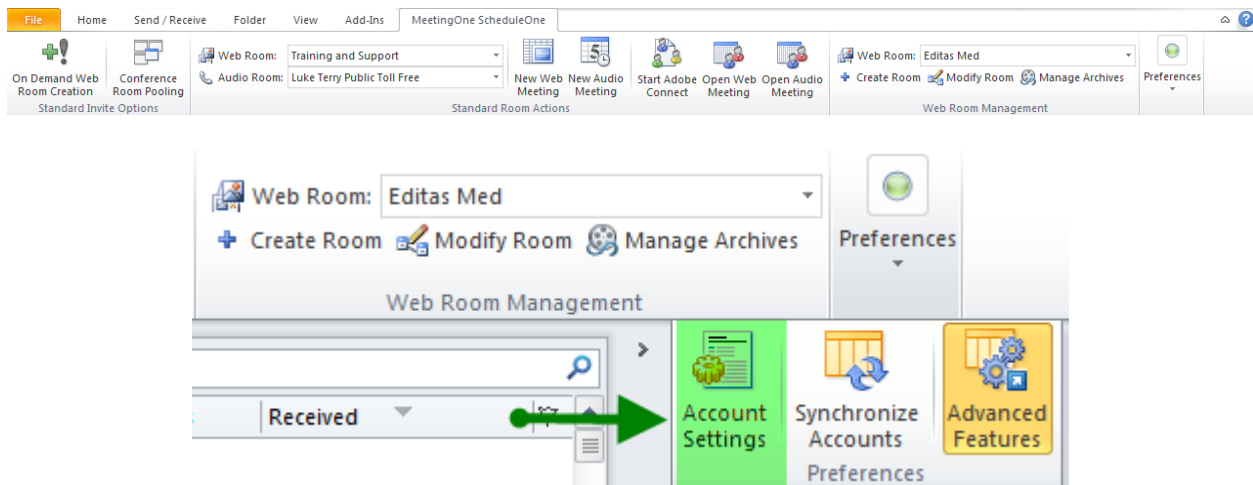 File Home Send / Receive Folder View Add-Ins MeetingOne ScheduleOne
On Demand Web Room Creation
Conference Room Pooling
Standard Invite Options
Web Room: Training and Support
Audio Room: Luke Terry Public Toll Free
New Web Meeting
New Audio Meeting
Start Adobe Connect
Open Web Meeting
Open Audio Meeting
Standard Room Actions
Web Room: Editas Med
Create Room Modify Room Manage Archives
Web Room Management
Preferences
Web Room: Editas Med
Create Room Modify Room Manage Archives
Web Room Management
Preferences
Received
Account
Settings
Synchronize
Accounts
Advanced
Features
Preferences